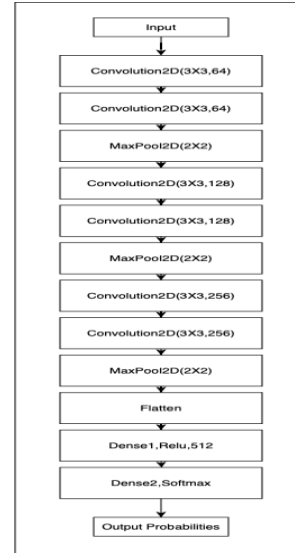 Input
Convolution2D(3X3,64)
Convolution2D(3X3,64)
MaxPool2D(2X2)
Convolution2D(3X3,128)
Convolution2D(3X3,128)
MaxPool2D(2X2)
Convolution2D(3X3,256)
Convolution2D(3X3,256)
MaxPool2D(2X2)
Flatten
Dense1,Relu,512
Dense2,Softmax
Output Probabilities